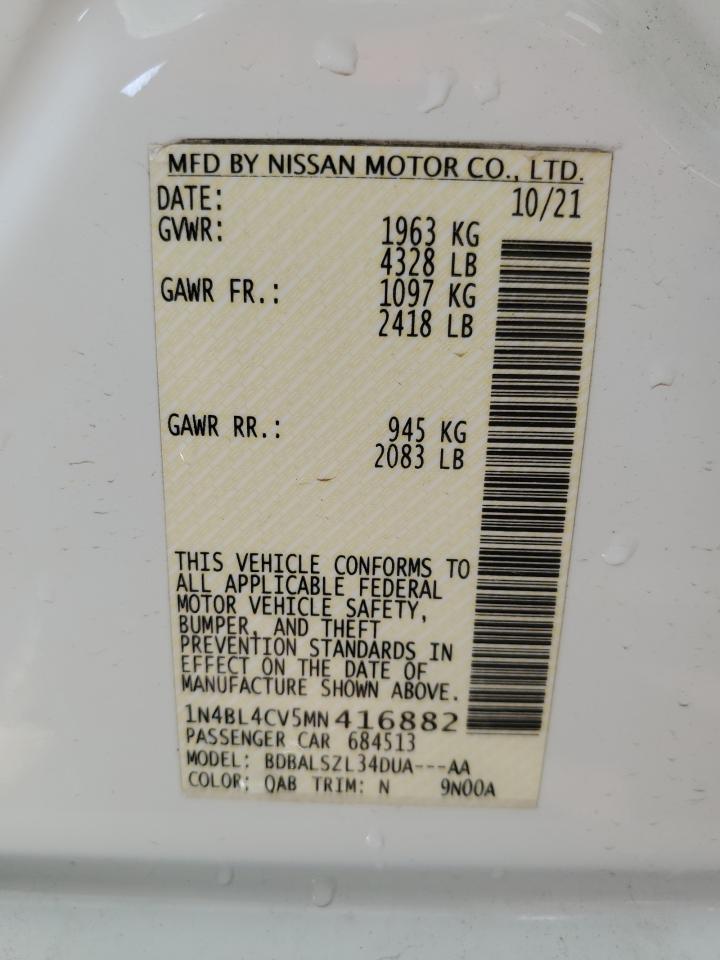 MFD BY NISSAN MOTOR CO., LTD.
DATE: 10/21
GVWR: 1963 KG
4328 LB
GAWR FR.: 1097 KG
2418 LB
GAWR RR.: 945 KG
2083 LB
THIS VEHICLE CONFORMS TO
ALL APPLICABLE FEDERAL
MOTOR VEHICLE SAFETY,
BUMPER, AND THEFT
PREVENTION STANDARDS IN
EFFECT ON THE DATE OF
MANUFACTURE SHOWN ABOVE.
1N4BL4CV5MN416882
PASSENGER CAR 684513
MODEL: BDBALSZL34DUA---AA
COLOR: QAB TRIM: N 9N00A